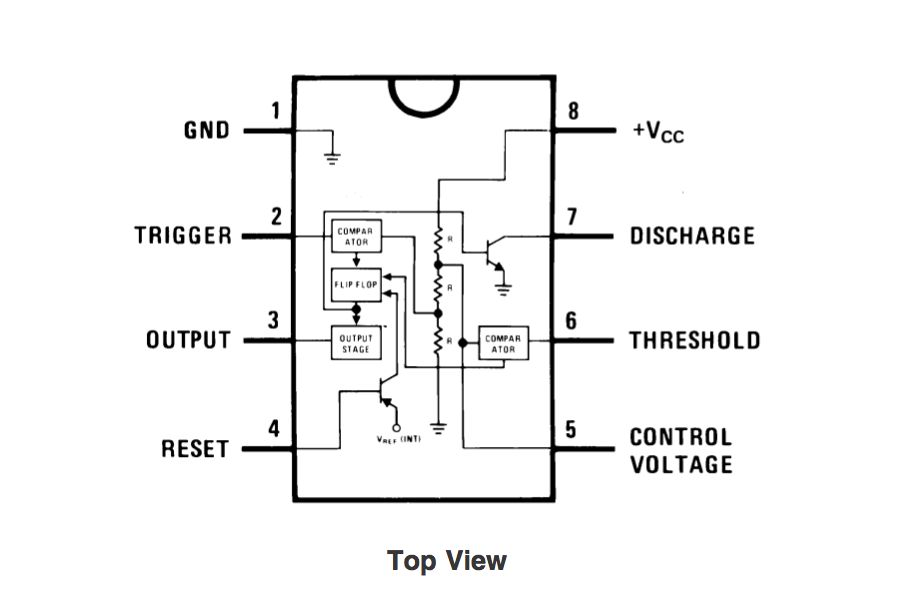 1
GND
2
TRIGGER
3
OUTPUT
4
RESET
8
+VCC
7
DISCHARGE
6
THRESHOLD
5
CONTROL
VOLTAGE
COMPAR
ATOR
FLIP FLOP
OUTPUT
STAGE
R
R
R
COMPAR
ATOR
VREF (INT)
Top View